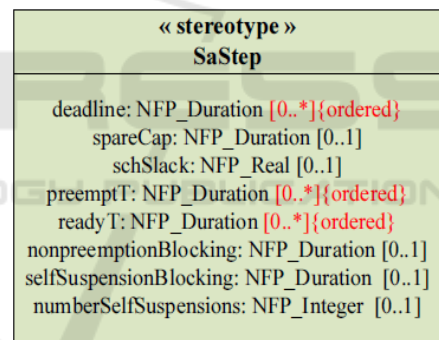 « stereotype »
SaStep
deadline: NFP_Duration [0..*]{ordered}
spareCap: NFP_Duration [0..1]
schSlack: NFP_Real [0..1]
preemptT: NFP_Duration [0..*]{ordered}
readyT: NFP_Duration [0..*]{ordered}
nonpreemptionBlocking: NFP_Duration [0..1]
selfSuspensionBlocking: NFP_Duration [0..1]
numberSelfSuspensions: NFP_Integer [0..1]